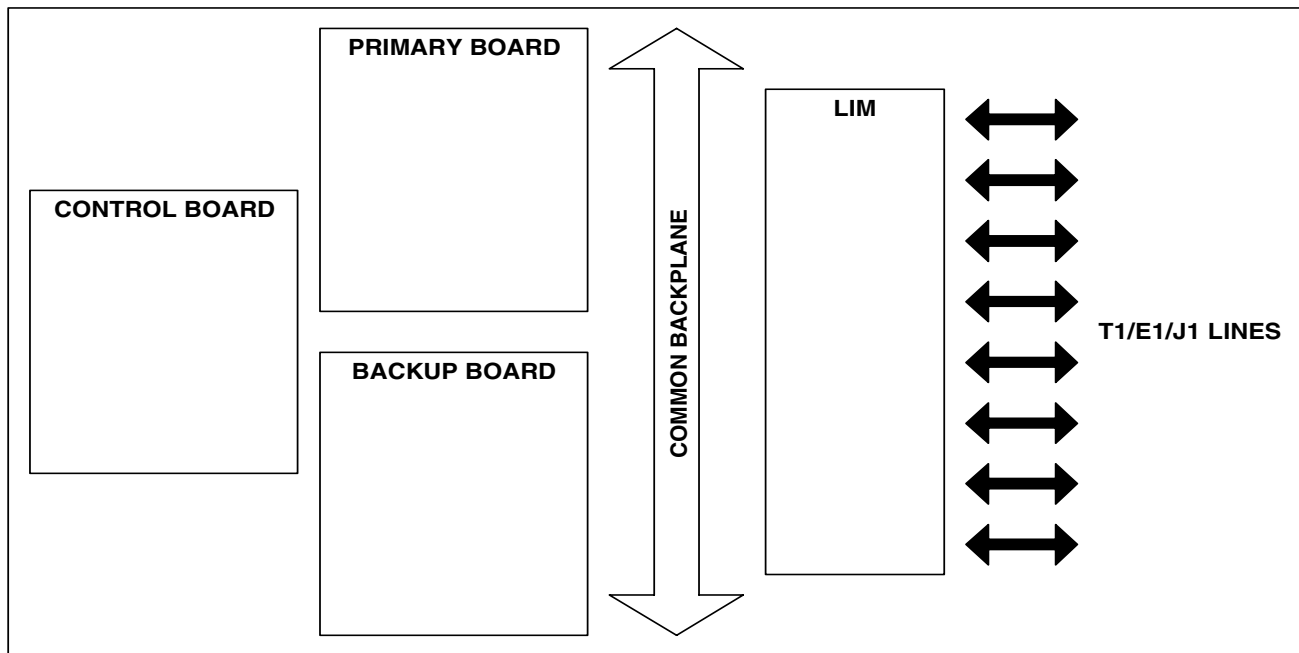 PRIMARY BOARD
LIM
CONTROL BOARD
COMMON BACKPLANE
T1/E1/J1 LINES
BACKUP BOARD